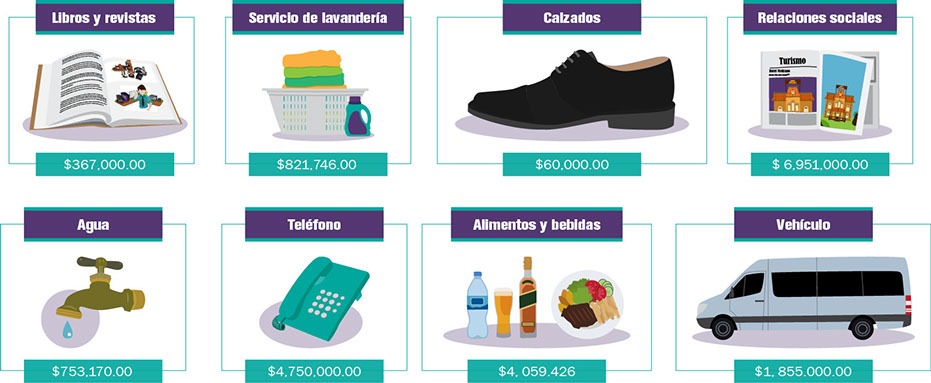 Libros y revistas
Servicio de lavandería
Calzados
Relaciones sociales
Turismo
$367,000.00
$821,746.00
$60,000.00
$ 6,951,000.00
Agua
Teléfono
Alimentos y bebidas
Vehículo
$753,170.00
$4,750,000.00
$4, 059.426
$1, 855.000.00